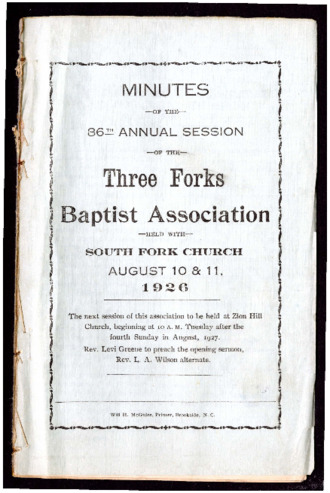 MINUTES
—OF THE—
86TH ANNUAL SESSION
—OF THE—
Three Forks
Baptist Association
—HELD WITH—
SOUTH FORK CHURCH
AUGUST 10 & 11,
1926
The next session of this association to be held at Zion Hill
Church, beginning at 10 A. M. Tuesday after the
fourth Sunday in August, 1927.
Rev. Levi Greene to preach the opening sermon,
Rev. L. A. Wilson alternate.
Will H. McGuire, Printer, Brookside, N. C.